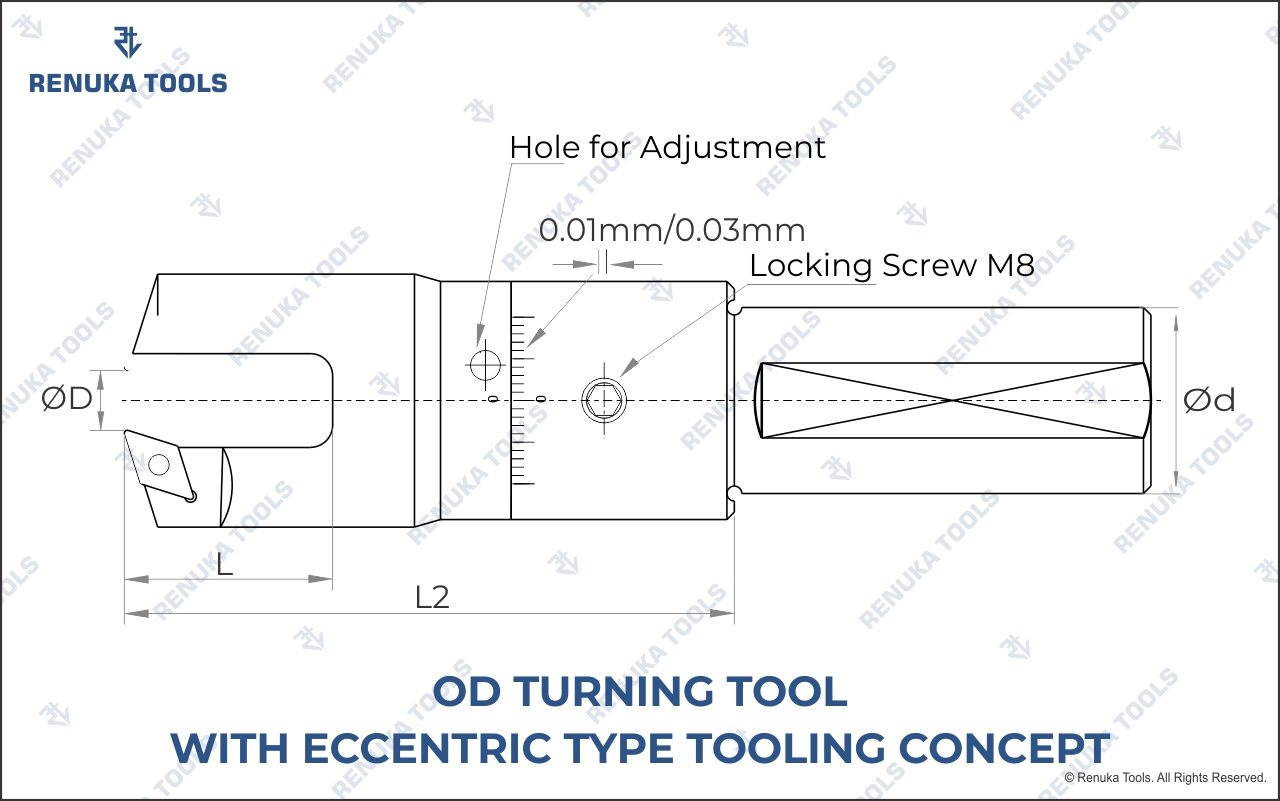 RENUKA TOOLS
Hole for Adjustment
0.01mm/0.03mm
Locking Screw M8
ØD
0
0
Ød
L
L2
OD TURNING TOOL
WITH ECCENTRIC TYPE TOOLING CONCEPT
© Renuka Tools. All Rights Reserved.